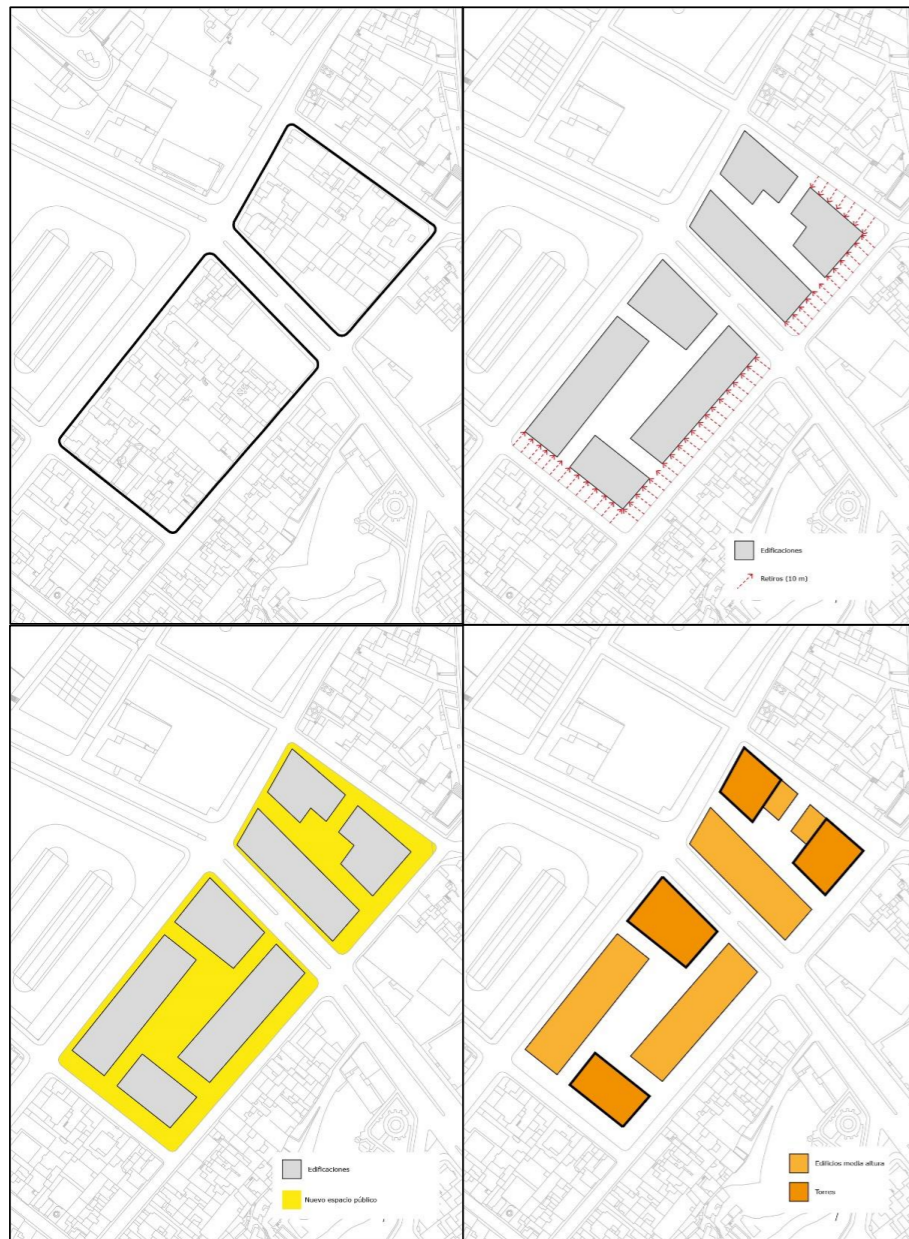 Edificaciones
Retiros (10 m)
Edificaciones
Nuevo espacio público
Edificios media altura
Torres